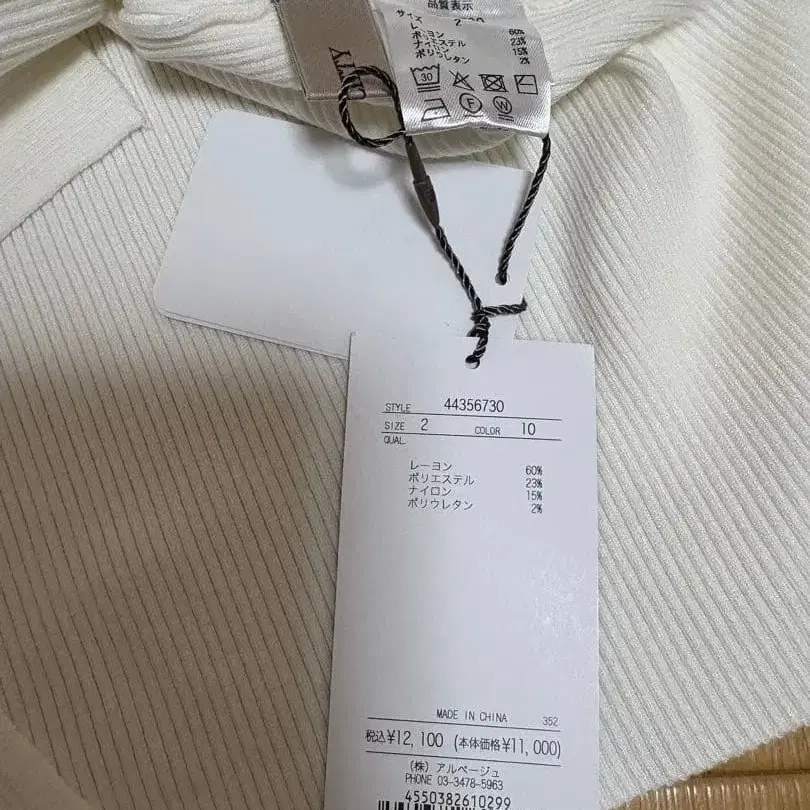 品質表示
サイズ 2-30
L
レーヨン 60%
ポリエステル 23%
ナイロン 15%
ポリウレタン 2%
30
F
W
STYLE 44356730
SIZE 2 COLOR 10
QUAL
レーヨン 60%
ポリエステル 23%
ナイロン 15%
ポリウレタン 2%
MADE IN CHINA 352
税込¥12,100 (本体価格¥11,000)
(株) アルページュ
PHONE 03-3478-5963
4550382610299